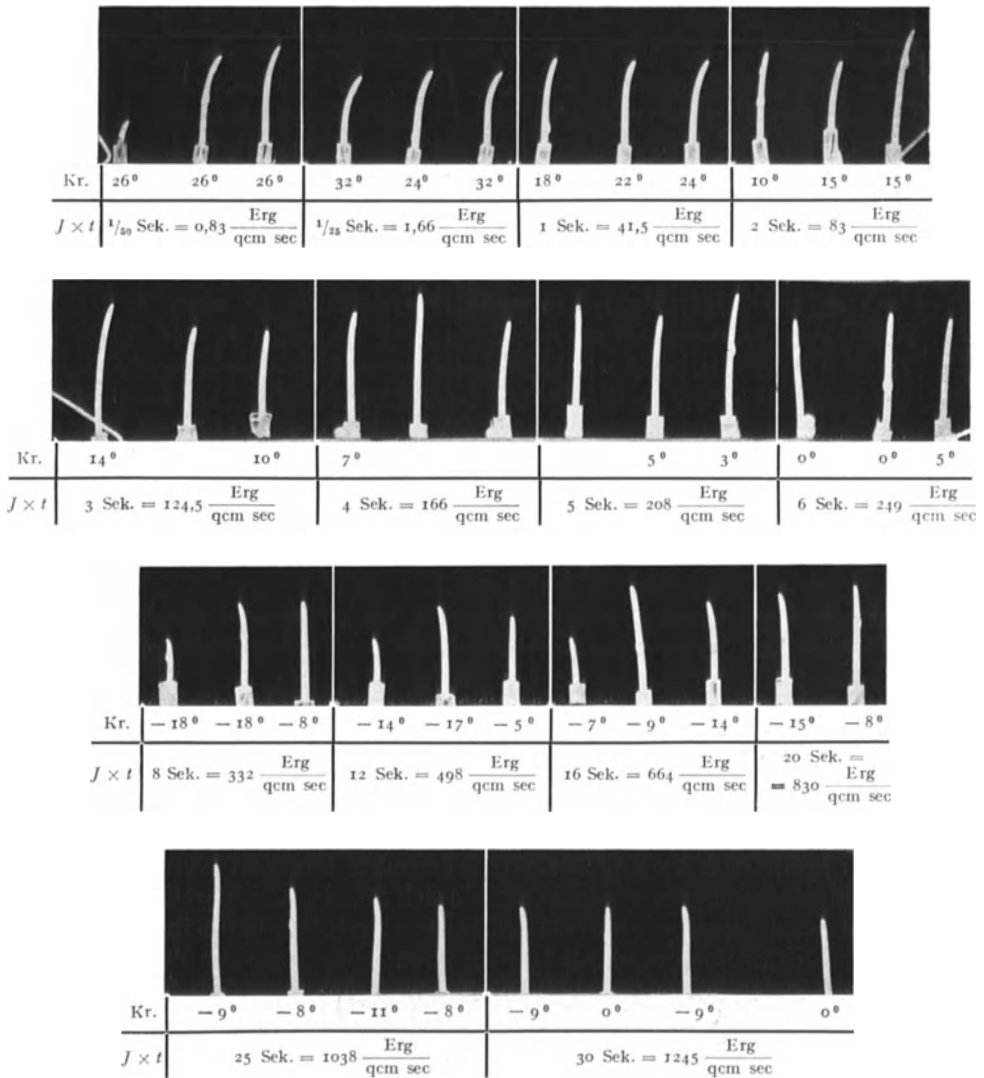 Kr. 26° 26° 26° 32° 24° 32° 18° 22° 24° 10° 15° 15°
J × t 1/50 Sek. = 0,83 Erg/qcm sec 1/25 Sek. = 1,66 Erg/qcm sec 1 Sek. = 41,5 Erg/qcm sec 2 Sek. = 83 Erg/qcm sec
Kr. 14° 10° 7° 5° 3° 0° 0° 5°
J × t 3 Sek. = 124,5 Erg/qcm sec 4 Sek. = 166 Erg/qcm sec 5 Sek. = 208 Erg/qcm sec 6 Sek. = 249 Erg/qcm sec
Kr. — 18° — 18° — 8° — 14° — 17° — 5° — 7° — 9° — 14° — 15° — 8°
J × t 8 Sek. = 332 Erg/qcm sec 12 Sek. = 498 Erg/qcm sec 16 Sek. = 664 Erg/qcm sec 20 Sek. =
= 830 Erg/qcm sec
Kr. — 9° — 8° — 11° — 8° — 9° 0° — 9° 0°
J × t 25 Sek. = 1038 Erg/qcm sec 30 Sek. = 1245 Erg/qcm sec